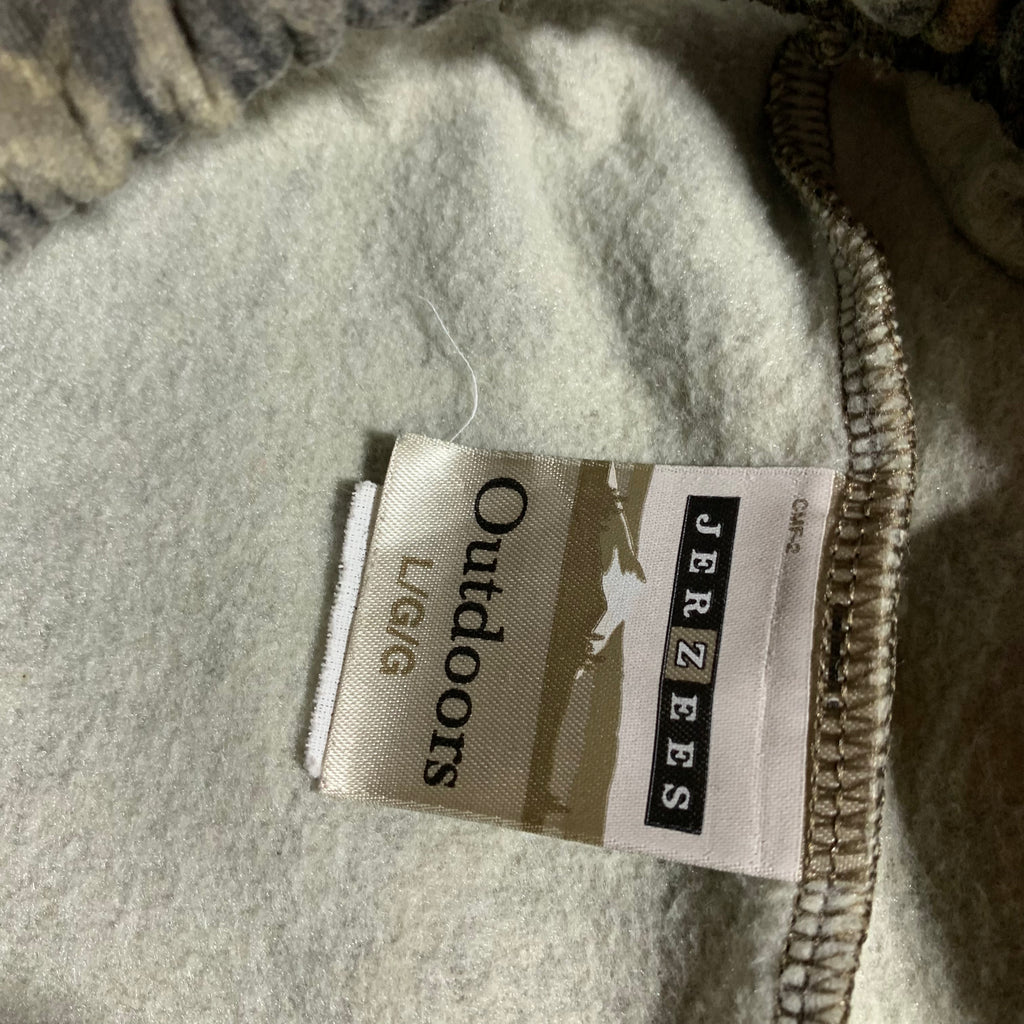 CMF-2
JERZEES
Outdoors
L/G/G